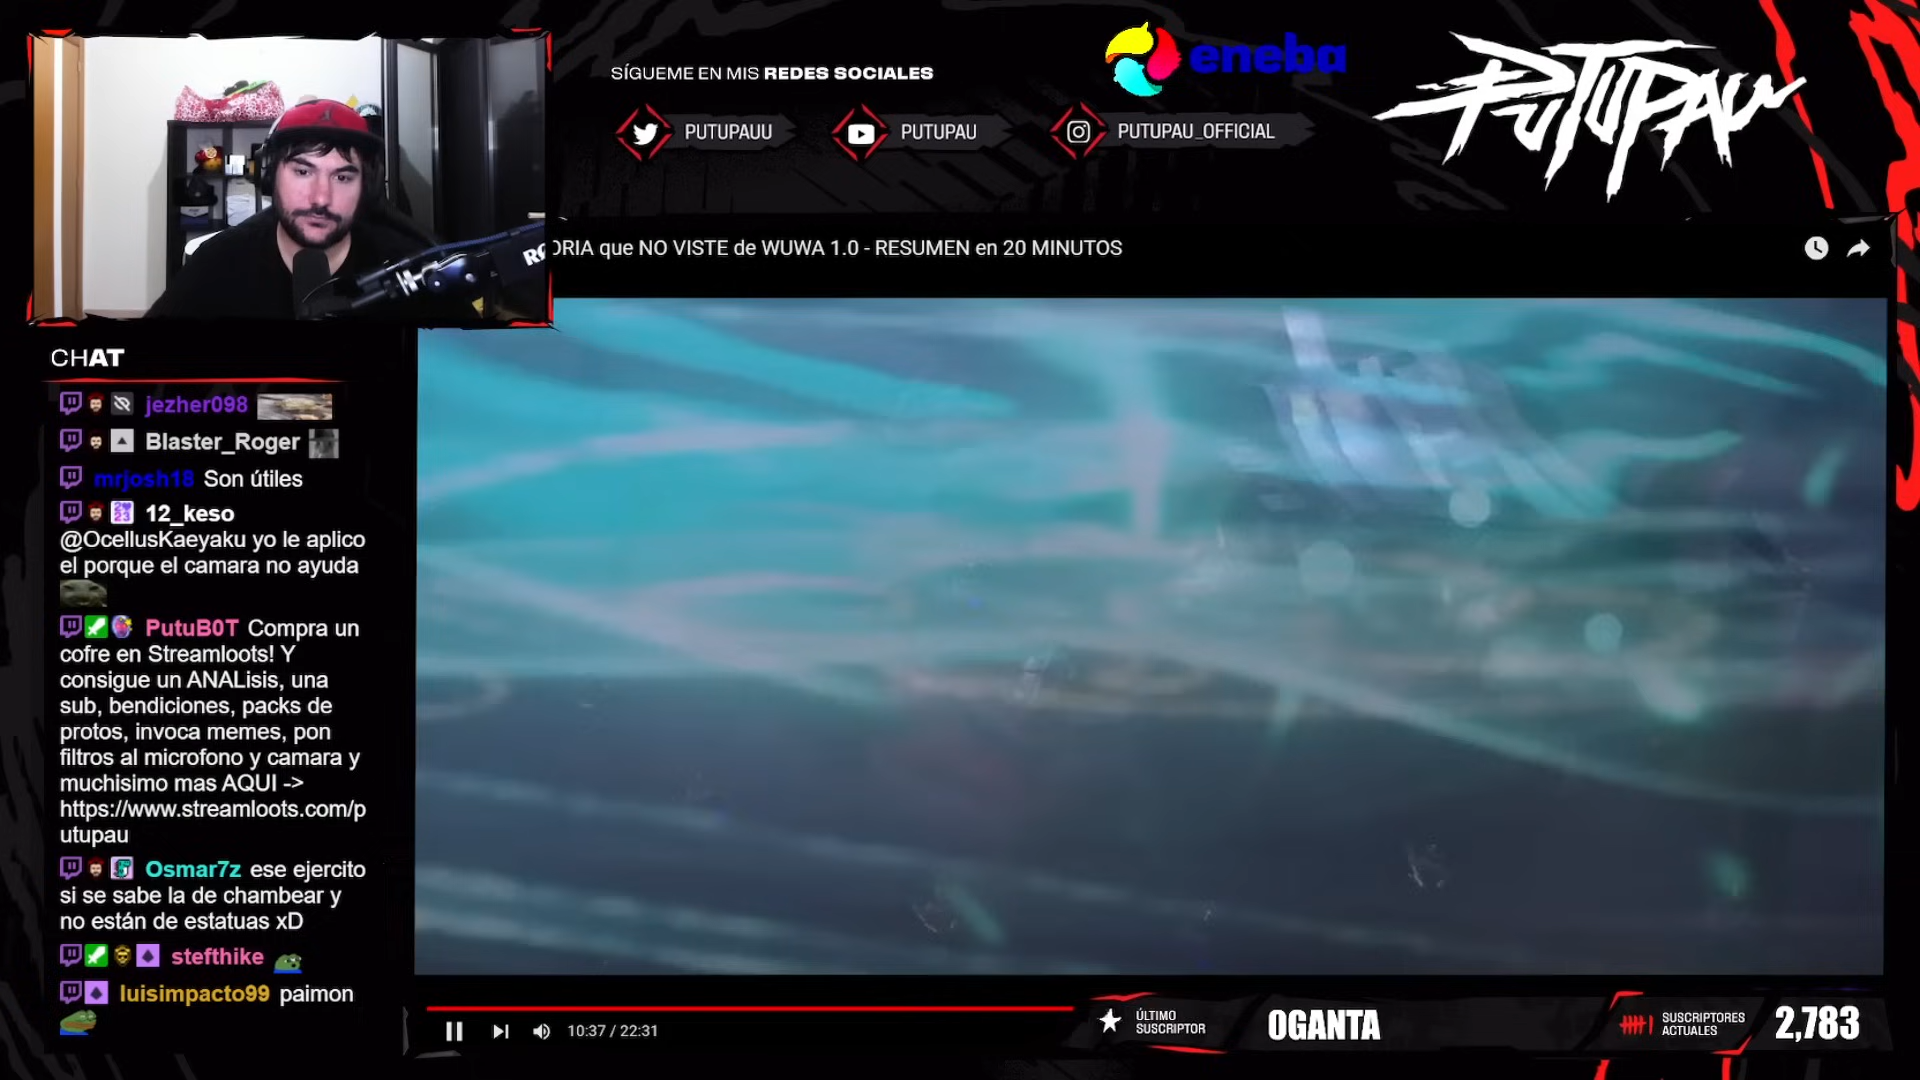 SÍGUEME EN MIS REDES SOCIALES
eneba
PUTUPAU
PUTUPAUU
PUTUPAU
PUTUPAU_OFFICIAL
ORIA que NO VISTE de WUWA 1.0 - RESUMEN en 20 MINUTOS
CHAT
jezher098
Blaster_Roger
mrjosh18 Son útiles
12_keso
@OcellusKaeyaku yo le aplico
el porque el camara no ayuda
PutuB0T Compra un
cofre en Streamloots! Y
consigue un ANALisis, una
sub, bendiciones, packs de
protos, invoca memes, pon
filtros al microfono y camara y
muchisimo mas AQUI ->
https://www.streamloots.com/p
utupau
Osmar7z ese ejercito
si se sabe la de chambear y
no están de estatuas xD
stefthike
luisimpacto99 paimon
10:37 / 22:31
ÚLTIMO
SUSCRIPTOR
OGANTA
SUSCRIPTORES
ACTUALES
2,783